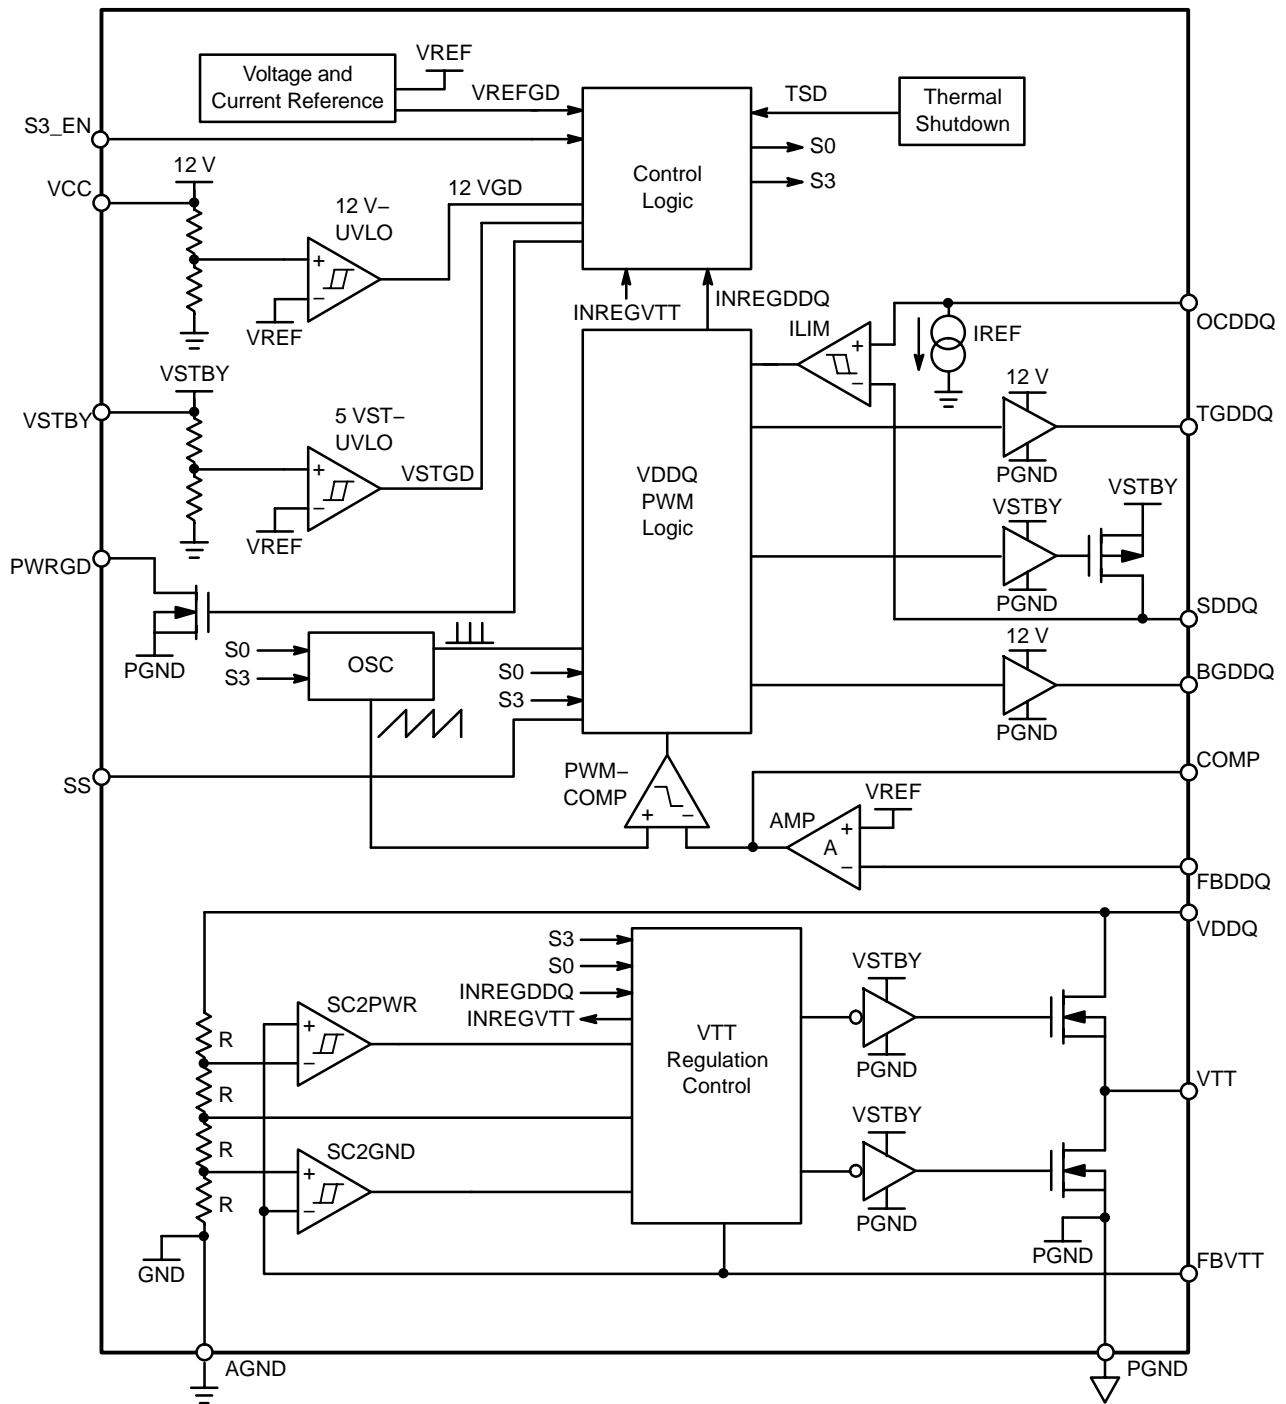 VREF
Voltage and
Current Reference
VREFGD
TSD
Thermal
Shutdown
S3_EN
S0
S3
Control
Logic
12 V
VCC
12 VGD
12 V–
UVLO
+
–
VREF
INREGVTT
INREGDDQ
ILIM
+
–
IREF
OCDDQ
VSTBY
VSTBY
5 VST–
UVLO
+
–
VSTGD
VREF
VDDQ
PWM
Logic
12 V
TGDDQ
PGND
VSTBY
VSTBY
PGND
SDDQ
PWRGD
PGND
S0
S3
OSC
S0
S3
12 V
BGDDQ
PGND
SS
PWM–
COMP
+
–
COMP
VREF
AMP
A
+
–
FBDDQ
VDDQ
S3
S0
INREGDDQ
INREGVTT
VTT
Regulation
Control
SC2PWR
+
–
R
R
R
R
SC2GND
+
–
VSTBY
PGND
VTT
VSTBY
PGND
PGND
GND
FBVTT
AGND
PGND